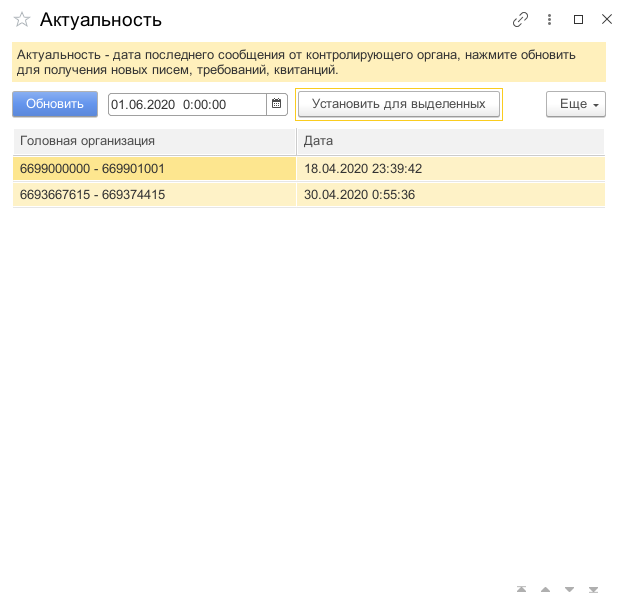 Актуальность
Актуальность - дата последнего сообщения от контролирующего органа, нажмите обновить
для получения новых писем, требований, квитанций.
Обновить 01.06.2020 0:00:00 Установить для выделенных Еще
Головная организация Дата
6699000000 - 669901001 18.04.2020 23:39:42
6693667615 - 669374415 30.04.2020 0:55:36